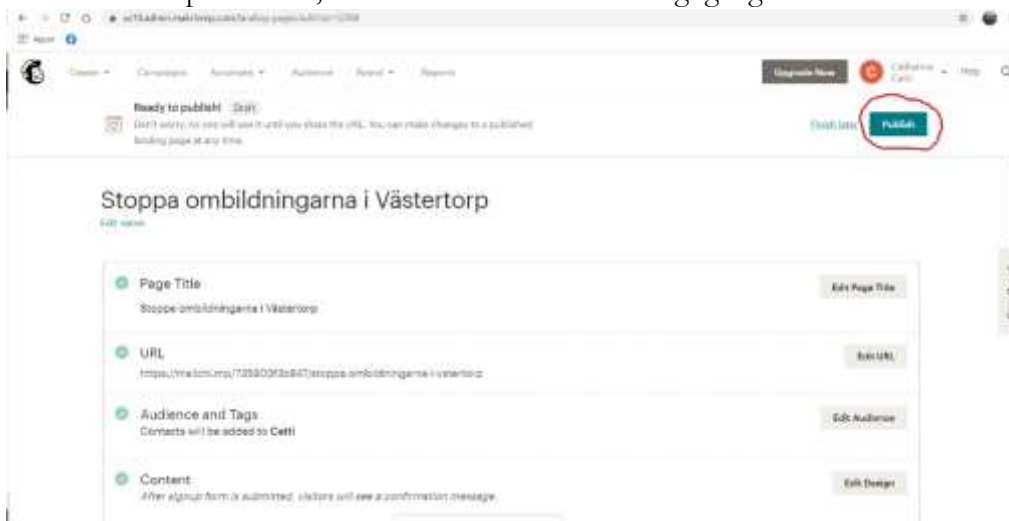 Apps
Create Campaigns Automate Audience Brand Reports Upgrade Now Help
Ready to publish! Draft
Don't worry, no one will see it until you share the URL. You can make changes to a published
landing page at any time.
Finish later Publish
Stoppa ombildningarna i Västertorp
Edit name
Page Title
Edit Page Title
Stoppa ombildningarna i Västertorp
URL
Edit URL
Audience and Tags
Edit Audience
Contacts will be added to Cetti
Content
Edit Design
After signup form is submitted, visitors will see a confirmation message.